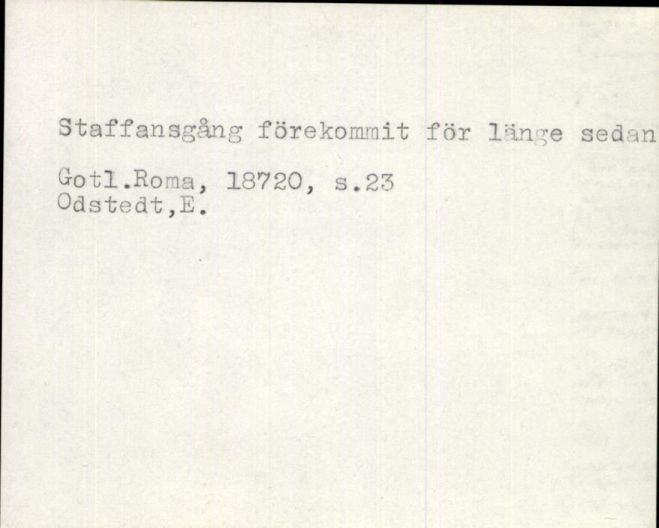 Staffansgång förekommit för länge sedan
Gotl.Roma, 18720, s.23
Odstedt,E.